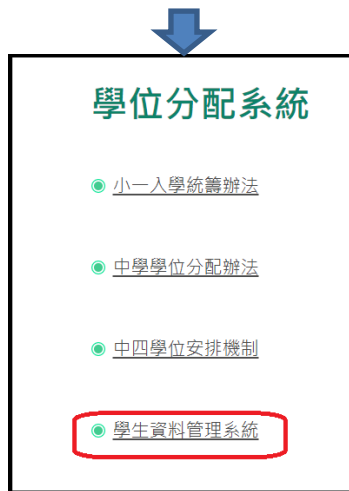 學位分配系統
小一入學統籌辦法
中學學位分配辦法
中四學位安排機制
學生資料管理系統